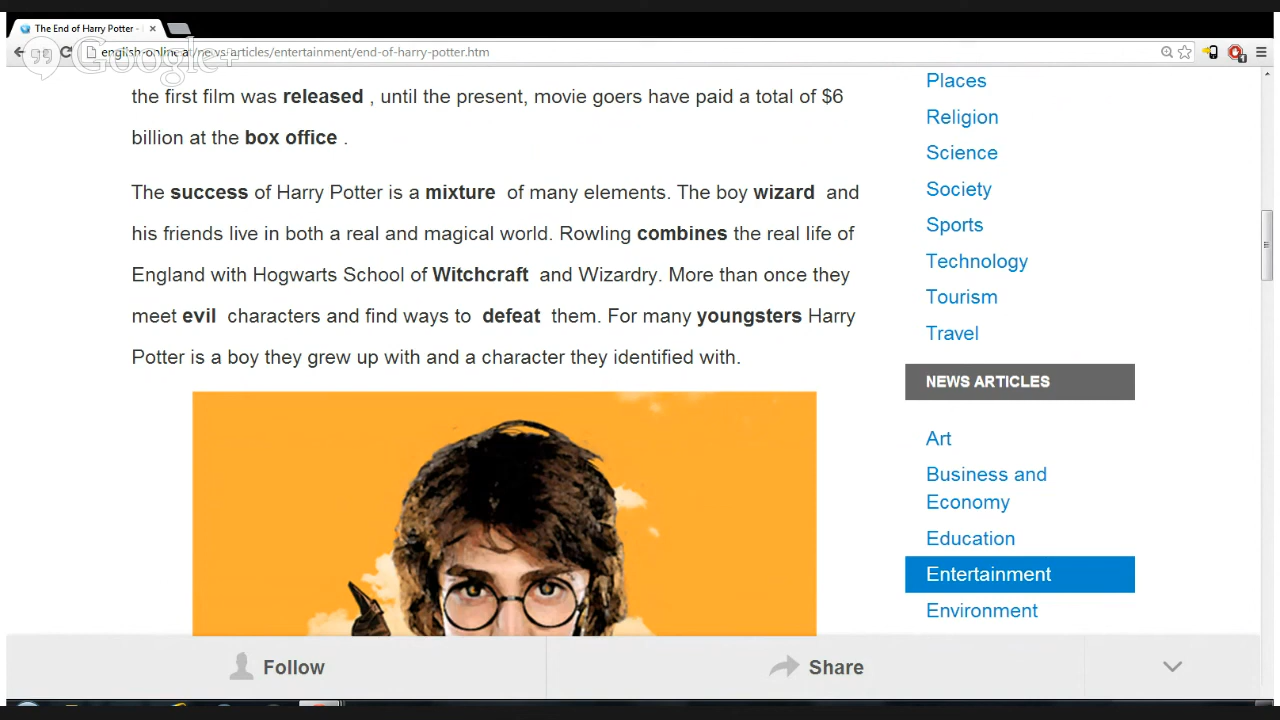 The End of Harry Potter -
english-online.at/news-articles/entertainment/end-of-harry-potter.htm
Google+
the first film was released , until the present, movie goers have paid a total of $6
billion at the box office .
The success of Harry Potter is a mixture of many elements. The boy wizard and
his friends live in both a real and magical world. Rowling combines the real life of
England with Hogwarts School of Witchcraft and Wizardry. More than once they
meet evil characters and find ways to defeat them. For many youngsters Harry
Potter is a boy they grew up with and a character they identified with.
Places
Religion
Science
Society
Sports
Technology
Tourism
Travel
NEWS ARTICLES
Art
Business and
Economy
Education
Entertainment
Environment
Follow
Share